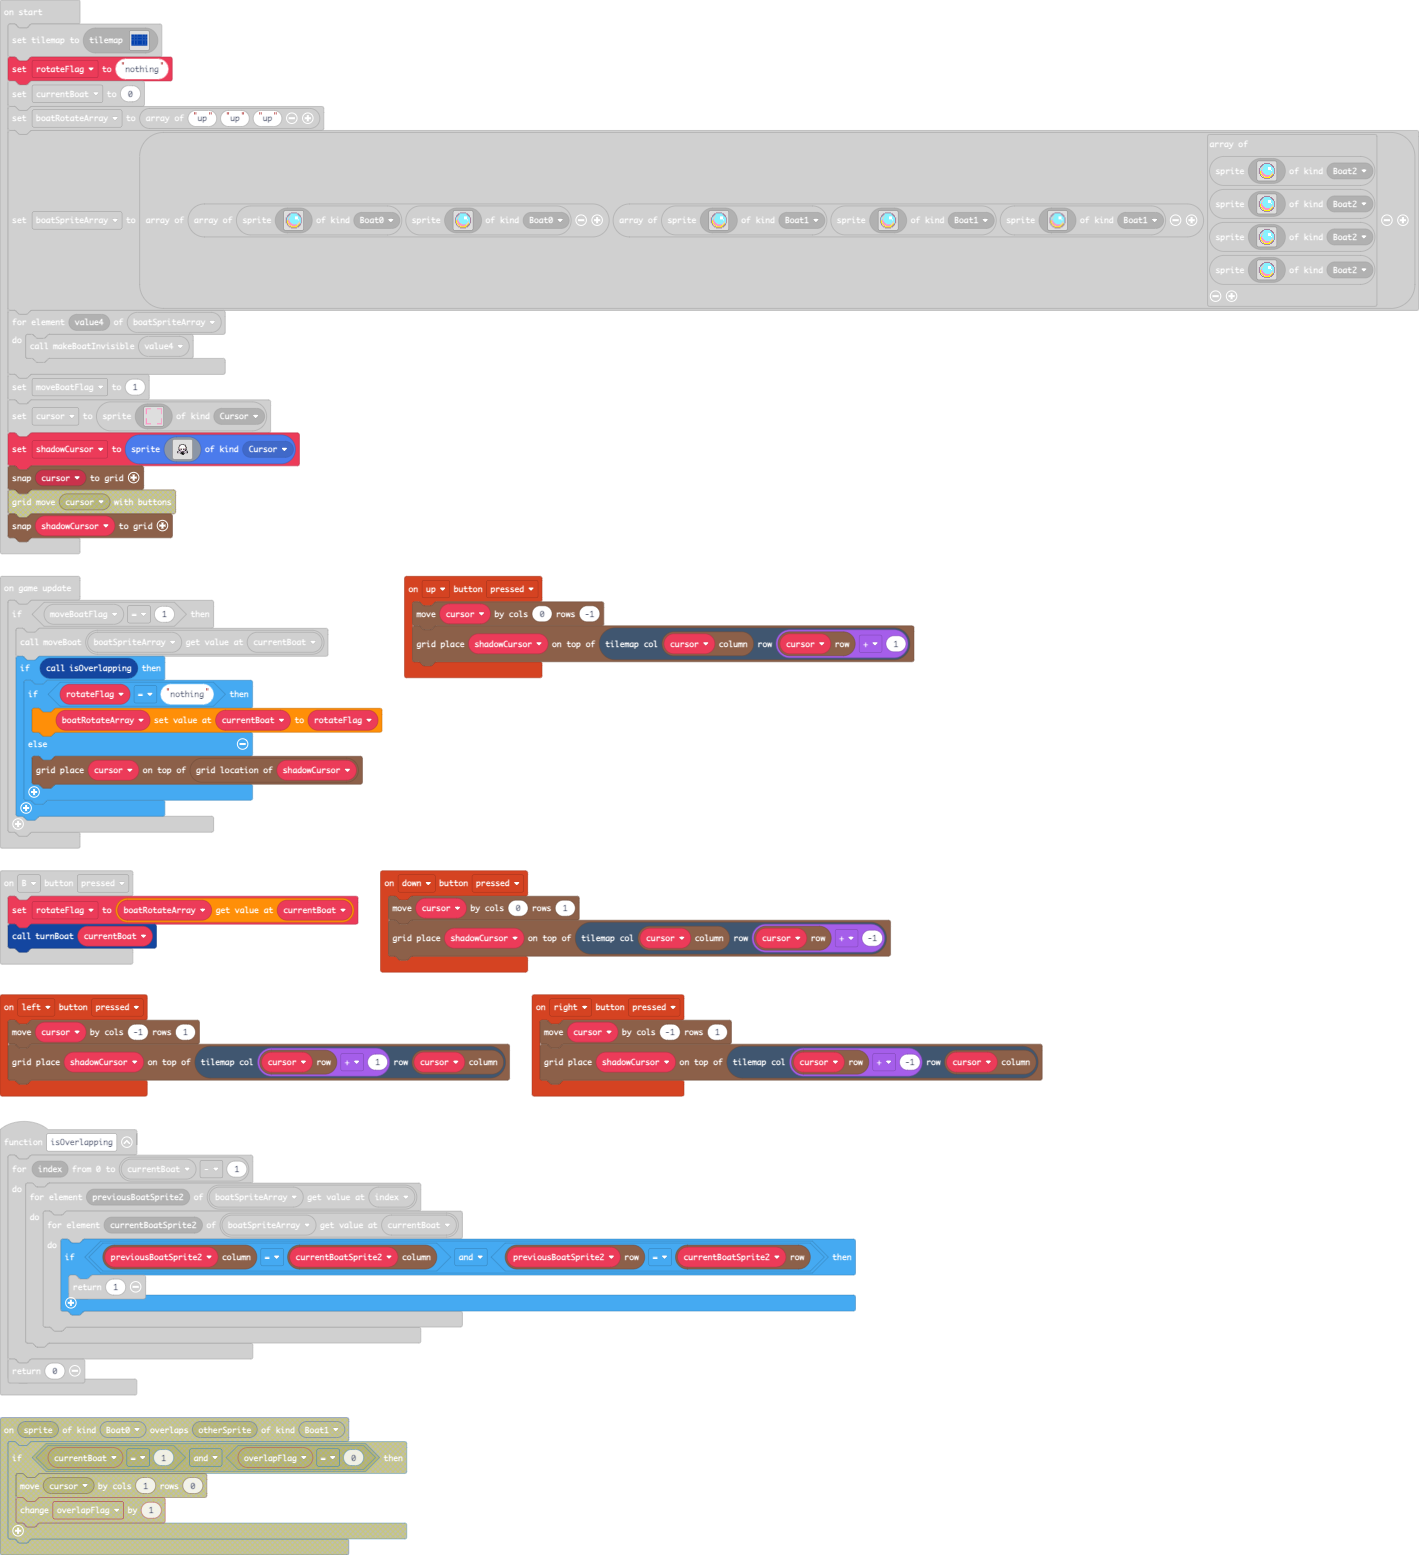 on start
set tilemap to tilemap
set rotateFlag to "nothing"
set currentBoat to 0
set boatRotateArray to array of "up" "up" "up"
array of
sprite of kind Boat2
sprite of kind Boat2
set boatSpriteArray to array of array of sprite of kind Boat0 sprite of kind Boat0 array of sprite of kind Boat1 sprite of kind Boat1 sprite of kind Boat1
sprite of kind Boat2
sprite of kind Boat2
for element value4 of boatSpriteArray
do call makeBoatInvisible value4
set moveBoatFlag to 1
set cursor to sprite of kind Cursor
set shadowCursor to sprite of kind Cursor
snap cursor to grid
grid move cursor with buttons
snap shadowCursor to grid
on game update
if moveBoatFlag = 1 then
call moveBoat boatSpriteArray get value at currentBoat
if call isOverlapping then
if rotateFlag = "nothing" then
boatRotateArray set value at currentBoat to rotateFlag
else
grid place cursor on top of grid location of shadowCursor
on up button pressed
move cursor by cols 0 rows -1
grid place shadowCursor on top of tilemap col cursor column row cursor row + 1
on B button pressed
set rotateFlag to boatRotateArray get value at currentBoat
call turnBoat currentBoat
on down button pressed
move cursor by cols 0 rows 1
grid place shadowCursor on top of tilemap col cursor column row cursor row + -1
on left button pressed
move cursor by cols -1 rows 1
grid place shadowCursor on top of tilemap col cursor row + 1 row cursor column
on right button pressed
move cursor by cols -1 rows 1
grid place shadowCursor on top of tilemap col cursor row + -1 row cursor column
function isOverlapping
for index from 0 to currentBoat - 1
do for element previousBoatSprite2 of boatSpriteArray get value at index
do for element currentBoatSprite2 of boatSpriteArray get value at currentBoat
do if previousBoatSprite2 column = currentBoatSprite2 column and previousBoatSprite2 row = currentBoatSprite2 row then
return 1
return 0
on sprite of kind Boat0 overlaps otherSprite of kind Boat1
if currentBoat = 1 and overlapFlag = 0 then
move cursor by cols 1 rows 0
change overlapFlag by 1